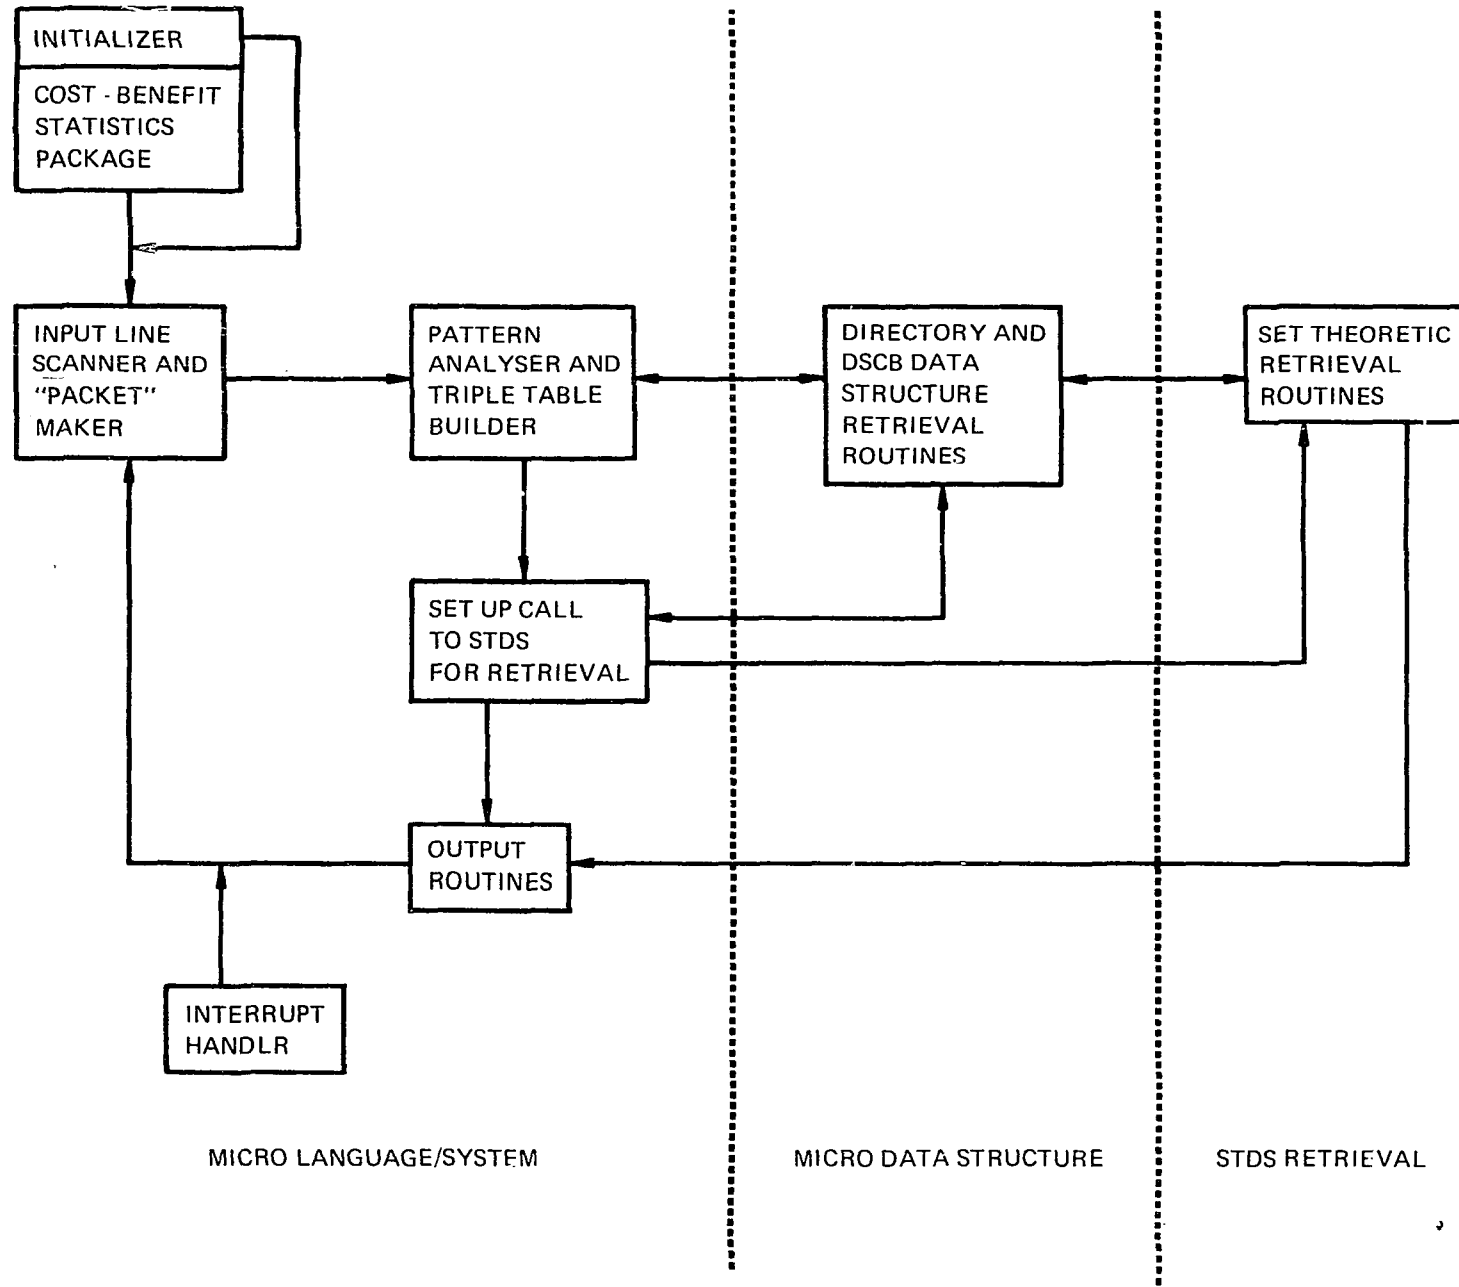 INITIALIZER
COST - BENEFIT
STATISTICS
PACKAGE
INPUT LINE
SCANNER AND
"PACKET"
MAKER
PATTERN
ANALYSER AND
TRIPLE TABLE
BUILDER
DIRECTORY AND
DSCB DATA
STRUCTURE
RETRIEVAL
ROUTINES
SET THEORETIC
RETRIEVAL
ROUTINES
SET UP CALL
TO STDS
FOR RETRIEVAL
OUTPUT
ROUTINES
INTERRUPT
HANDLR
MICRO LANGUAGE/SYSTEM
MICRO DATA STRUCTURE
STDS RETRIEVAL